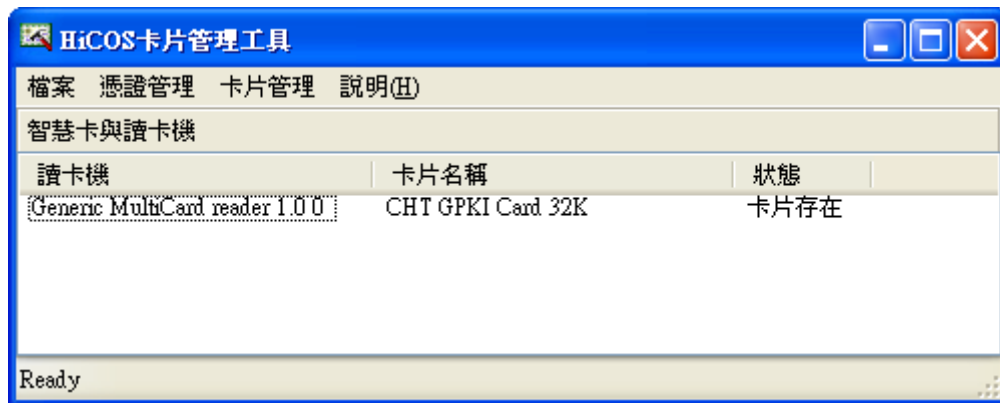 HiCOS卡片管理工具
檔案 憑證管理 卡片管理 說明(H)
智慧卡與讀卡機
讀卡機 卡片名稱 狀態
Generic MultiCard reader 1.0 0 CHT GPKI Card 32K 卡片存在
Ready